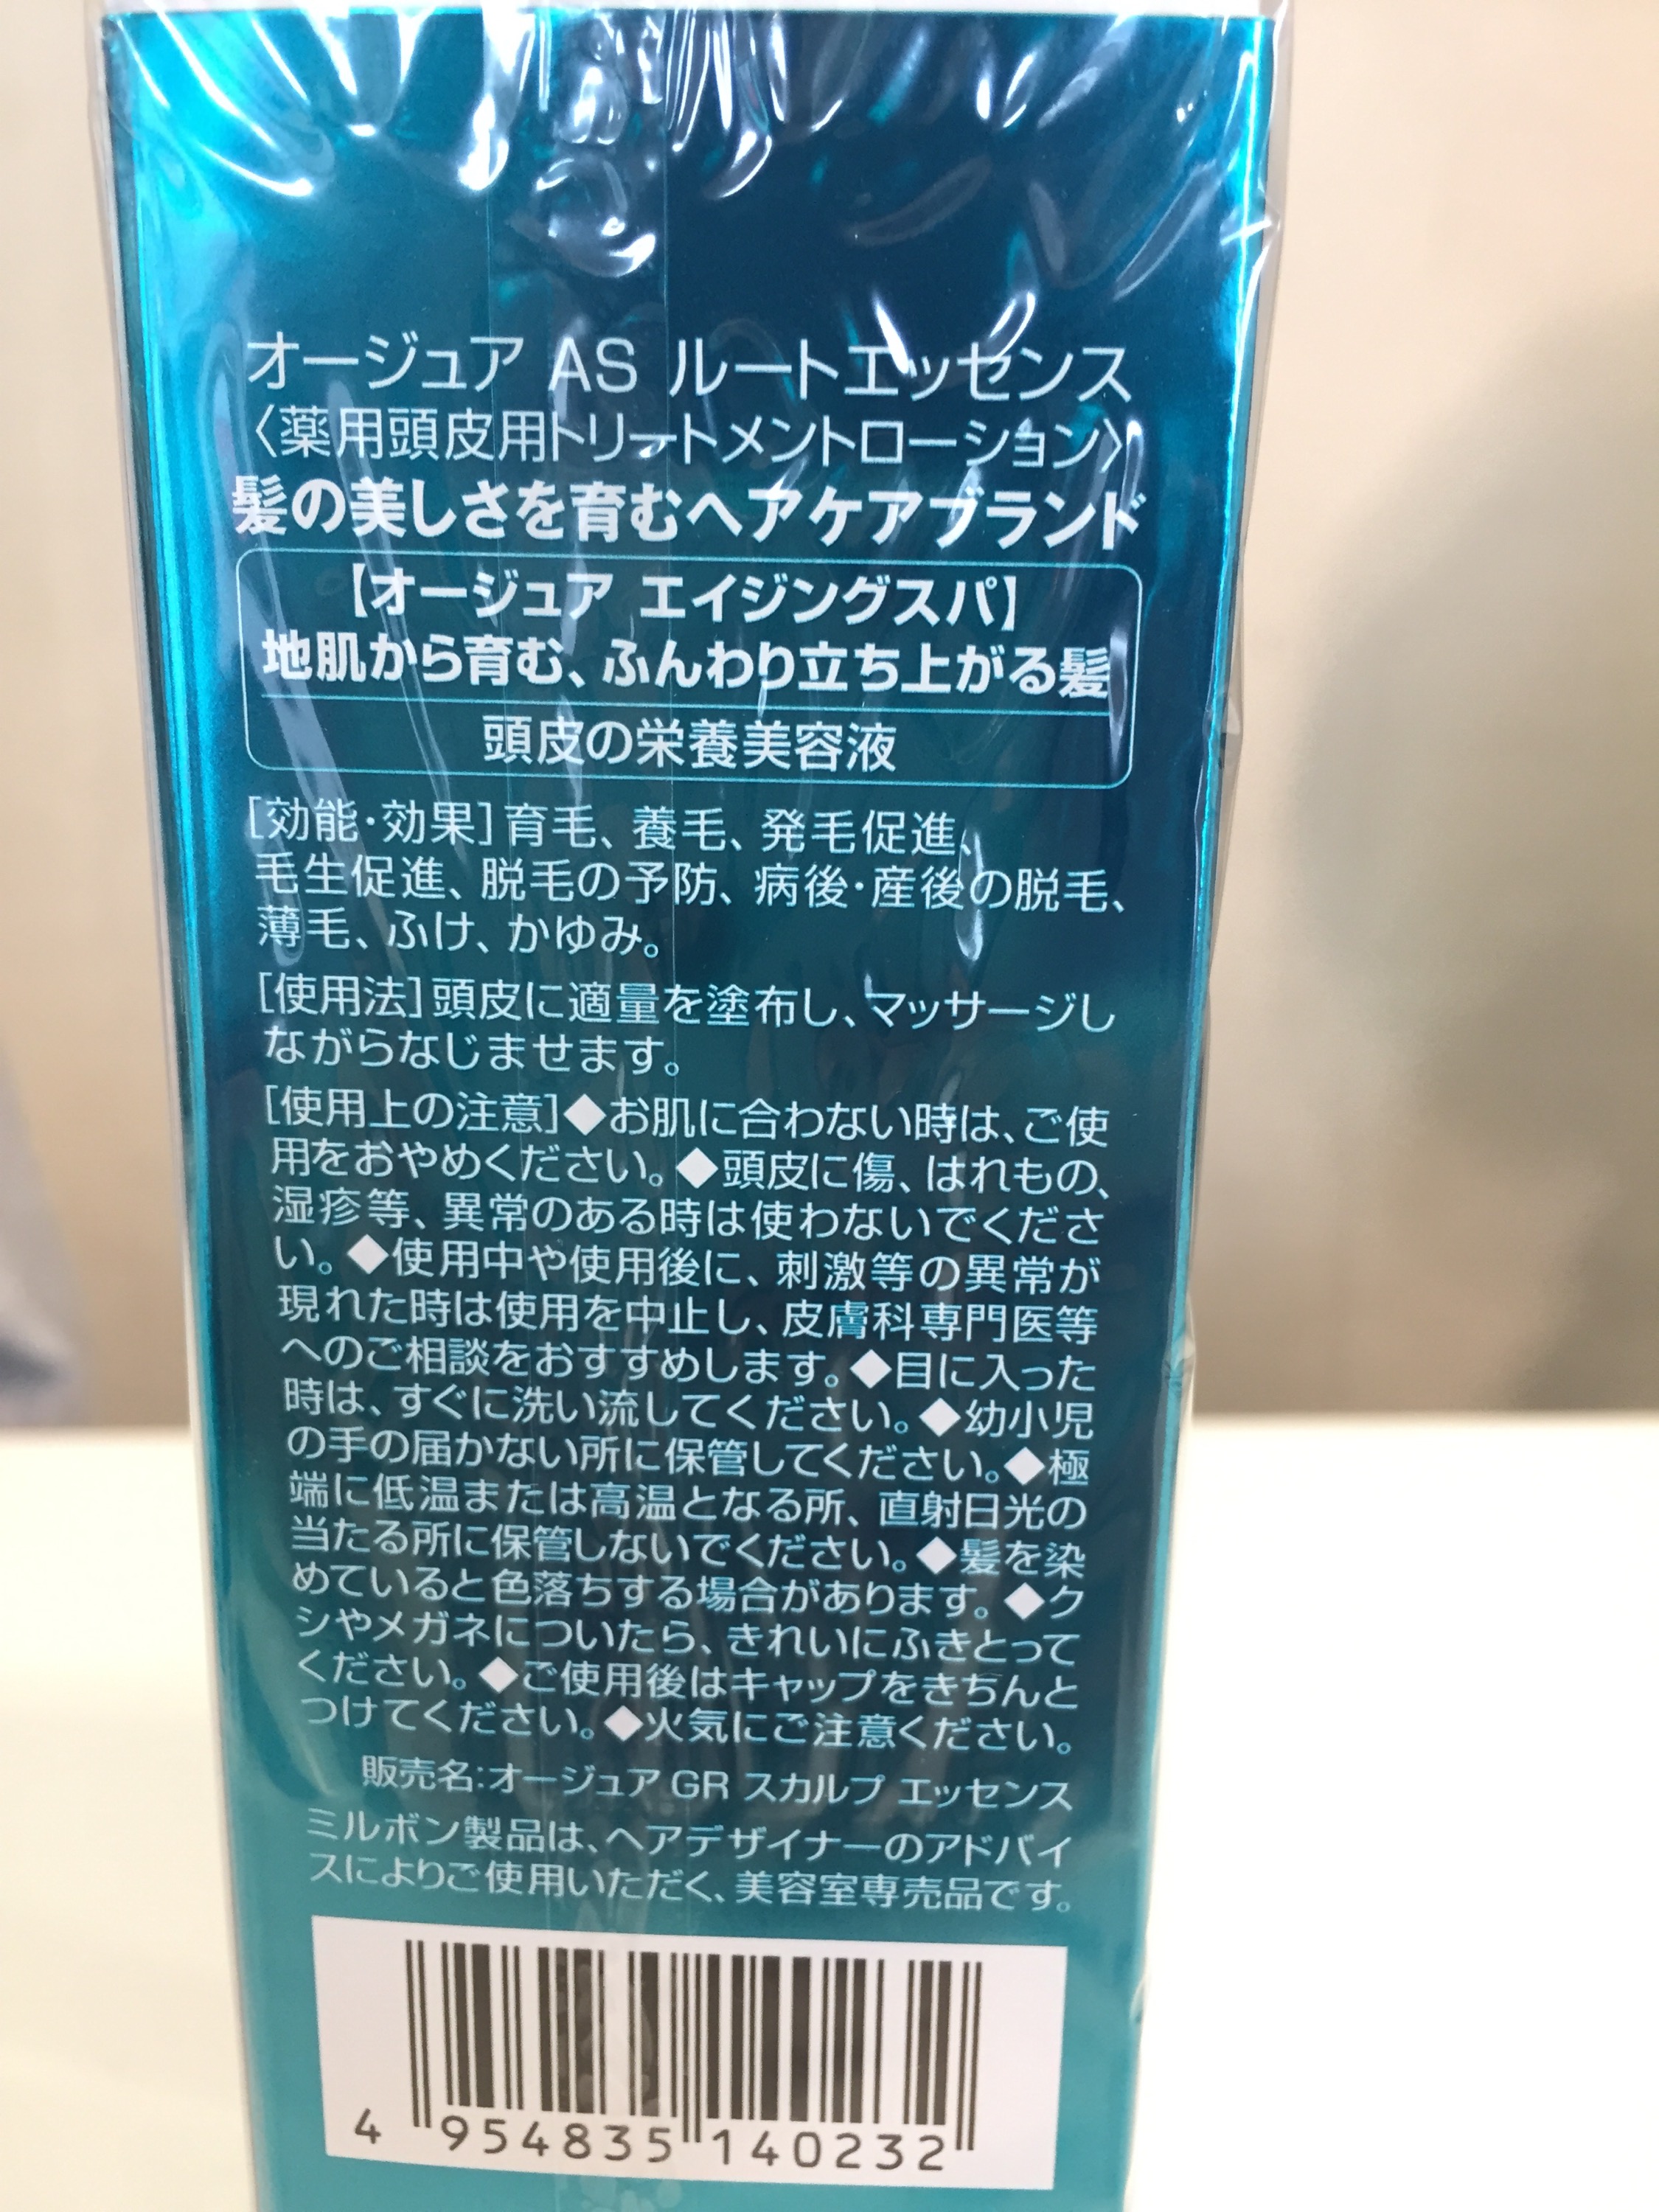 オージュア AS ルートエッセンス
〈薬用頭皮用トリートメントローション〉
髪の美しさを育むヘアケアブランド
【オージュア エイジングスパ】
地肌から育む、ふんわり立ち上がる髪
頭皮の栄養美容液
[効能・効果]育毛、養毛、発毛促進、
毛生促進、脱毛の予防、病後・産後の脱毛、
薄毛、ふけ、かゆみ。
[使用法]頭皮に適量を塗布し、マッサージし
ながらなじませます。
[使用上の注意]◆お肌に合わない時は、ご使
用をおやめください。◆頭皮に傷、はれもの、
湿疹等、異常のある時は使わないでくださ
い。◆使用中や使用後に、刺激等の異常が
現れた時は使用を中止し、皮膚科専門医等
へのご相談をおすすめします。◆目に入った
時は、すぐに洗い流してください。◆幼小児
の手の届かない所に保管してください。◆極
端に低温または高温となる所、直射日光の
当たる所に保管しないでください。◆髪を染
めていると色落ちする場合があります。◆ク
シやメガネについたら、きれいにふきとって
ください。◆ご使用後はキャップをきちんと
つけてください。◆火気にご注意ください。
販売名:オージュア GR スカルプ エッセンス
ミルボン製品は、ヘアデザイナーのアドバイ
スによりご使用いただく、美容室専売品です。
4 954835 140232